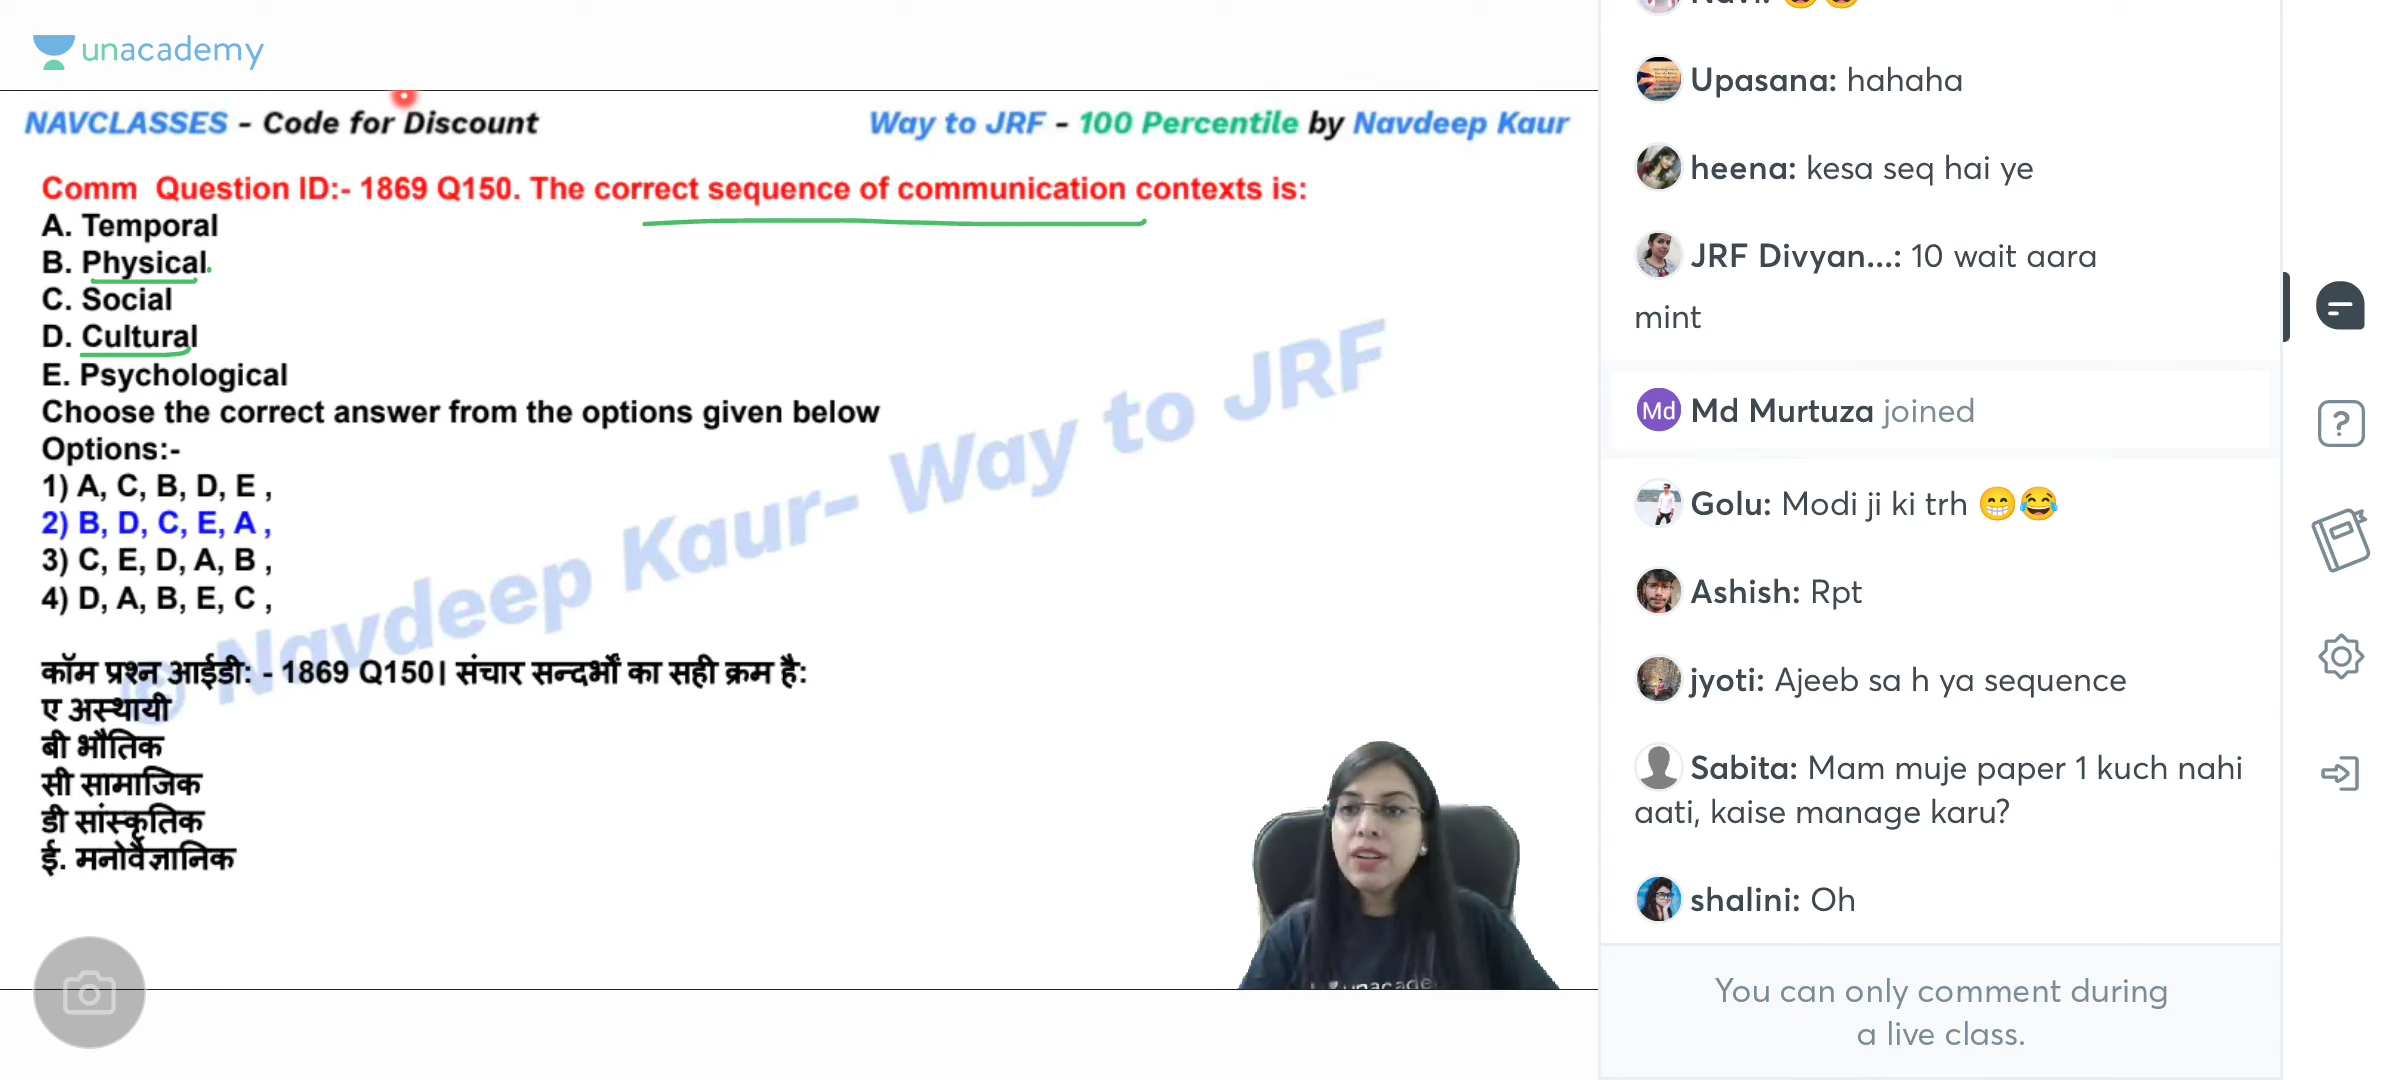 unacademy
NAVCLASSES - Code for Discount
Way to JRF - 100 Percentile by Navdeep Kaur
Comm Question ID:- 1869 Q150. The correct sequence of communication contexts is:
A. Temporal
B. Physical
C. Social
D. Cultural
E. Psychological
Choose the correct answer from the options given below
Options:-
1) A, C, B, D, E ,
2) B, D, C, E, A ,
3) C, E, D, A, B ,
4) D, A, B, E, C ,
कॉम प्रश्न आईडी: - 1869 Q150| संचार सन्दर्भों का सही क्रम है:
ए अस्थायी
बी भौतिक
सी सामाजिक
डी सांस्कृतिक
ई. मनोवैज्ञानिक
© Navdeep Kaur- Way to JRF
Upasana: hahaha
heena: kesa seq hai ye
JRF Divyan...: 10 wait aara
mint
Md Md Murtuza joined
Golu: Modi ji ki trh 😁😂
Ashish: Rpt
jyoti: Ajeeb sa h ya sequence
Sabita: Mam muje paper 1 kuch nahi
aati, kaise manage karu?
shalini: Oh
You can only comment during
a live class.